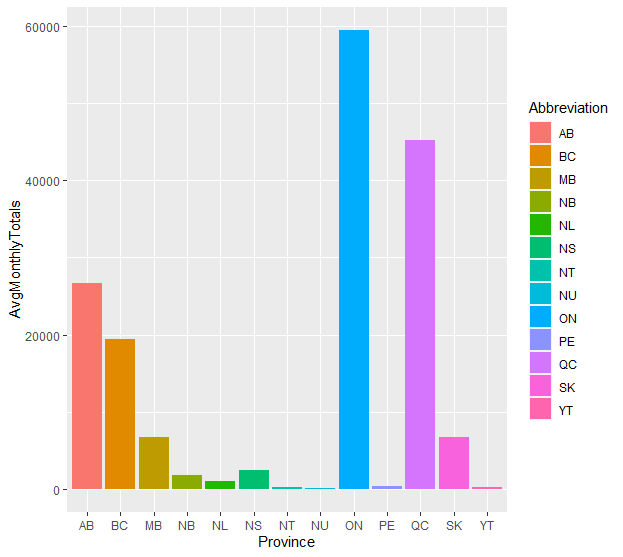 60000
40000
20000
0
AvgMonthlyTotals
AB BC MB NB NL NS NT NU ON PE QC SK YT
Province
Abbreviation
AB
BC
MB
NB
NL
NS
NT
NU
ON
PE
QC
SK
YT